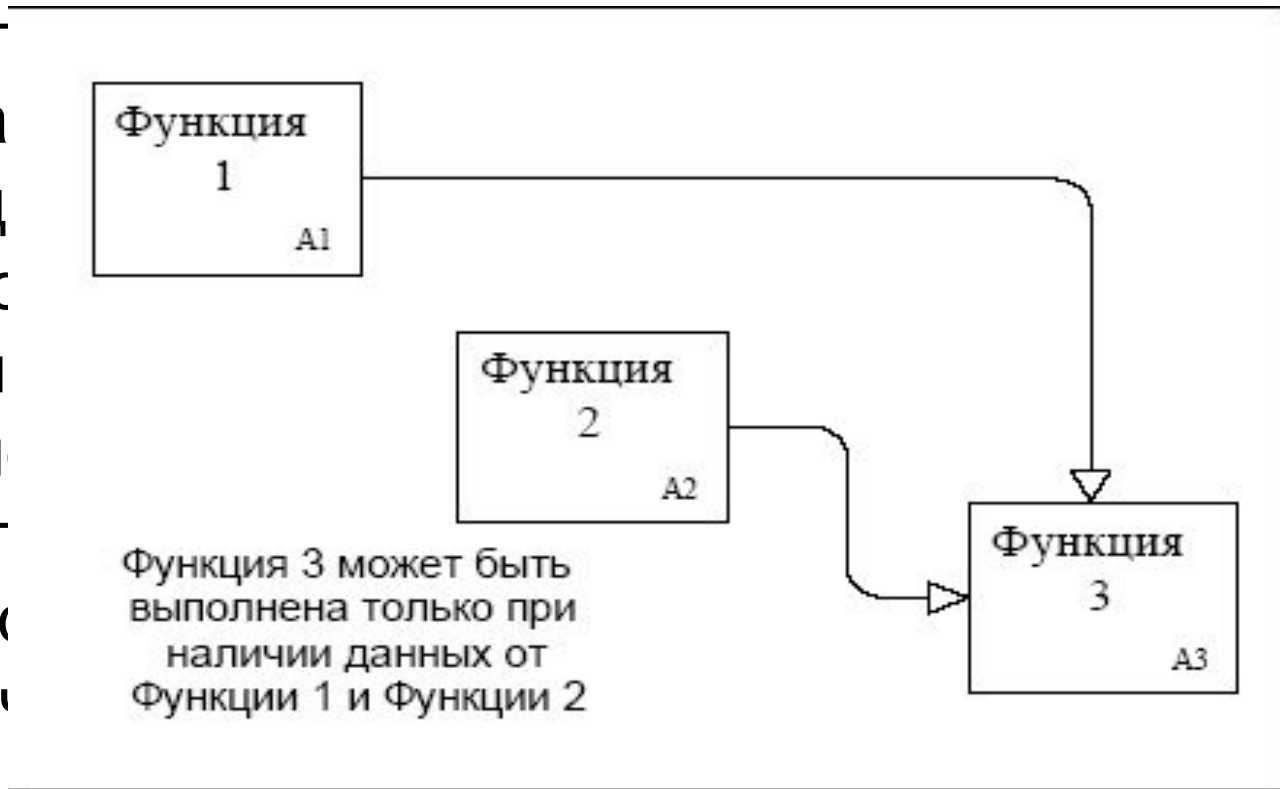 Функция
1
A1
Функция
2
A2
Функция
3
A3
Функция 3 может быть
выполнена только при
наличии данных от
Функции 1 и Функции 2